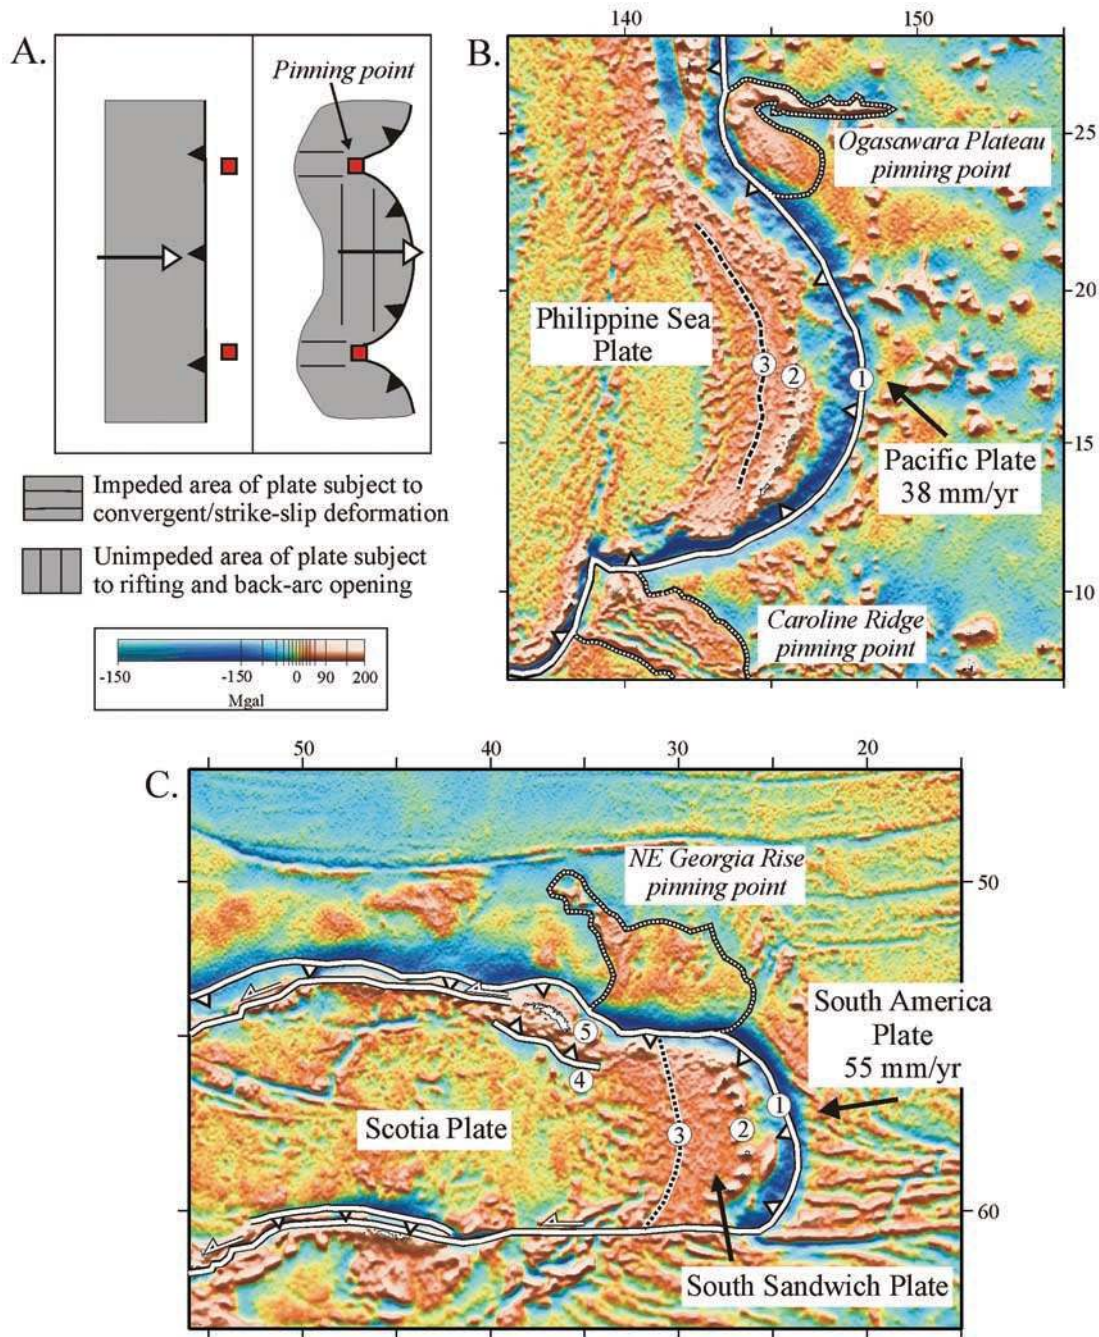 A.
Pinning point
Impeded area of plate subject to
convergent/strike-slip deformation
Unimpeded area of plate subject
to rifting and back-arc opening
-150 -150 0 90 200
Mgal
B.
140 150
25
20
15
10
Ogasawara Plateau
pinning point
Philippine Sea
Plate
3 2 1
Pacific Plate
38 mm/yr
Caroline Ridge
pinning point
C.
50 40 30 20
50
60
NE Georgia Rise
pinning point
South America
Plate
55 mm/yr
5
4
1
Scotia Plate
3 2
South Sandwich Plate